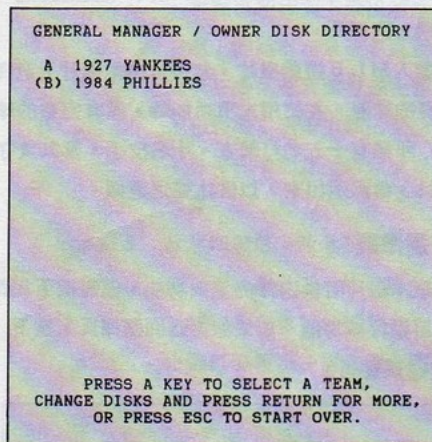 GENERAL MANAGER / OWNER DISK DIRECTORY
A 1927 YANKEES
(B) 1984 PHILLIES
PRESS A KEY TO SELECT A TEAM,
CHANGE DISKS AND PRESS RETURN FOR MORE,
OR PRESS ESC TO START OVER.